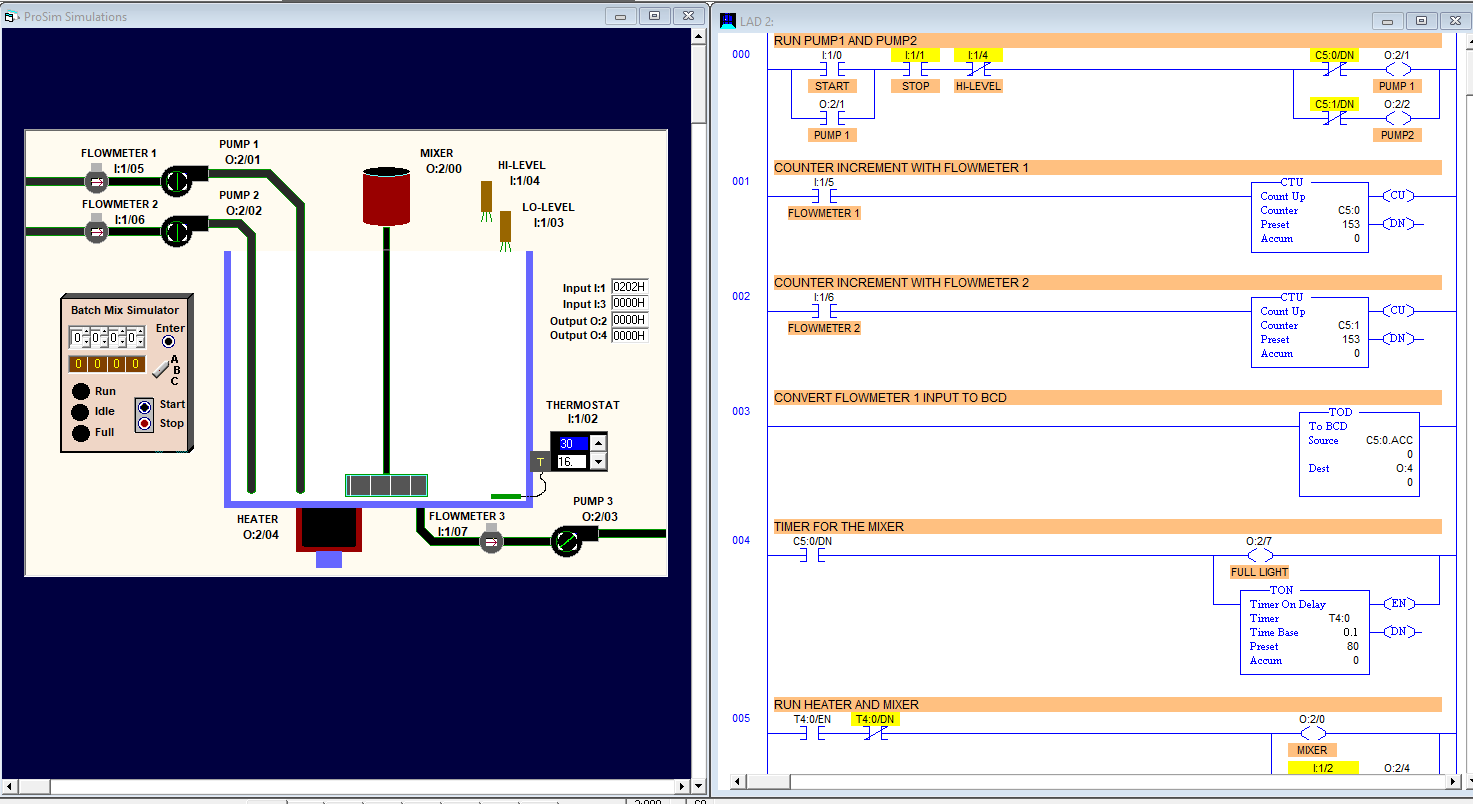 ProSim Simulations
PUMP 1
O:2/01
FLOWMETER 1
I:1/05
PUMP 2
O:2/02
FLOWMETER 2
I:1/06
MIXER
O:2/00
HI-LEVEL
I:1/04
LO-LEVEL
I:1/03
Input I:1 0202H
Input I:3 0000H
Output O:2 0000H
Output O:4 0000H
Batch Mix Simulator
Enter
0 0 0 0
0 0 0 0
A
B
C
Run
Idle
Full
Start
Stop
THERMOSTAT
I:1/02
30
T 16.
HEATER
O:2/04
FLOWMETER 3
I:1/07
PUMP 3
O:2/03
LAD 2:
000
RUN PUMP1 AND PUMP2
I:1/0 I:1/1 I:1/4 C5:0/DN O:2/1
START STOP HI-LEVEL PUMP 1
O:2/1 C5:1/DN O:2/2
PUMP 1 PUMP2
001
COUNTER INCREMENT WITH FLOWMETER 1
I:1/5
FLOWMETER 1
CTU
Count Up CU
Counter C5:0
Preset 153 DN
Accum 0
002
COUNTER INCREMENT WITH FLOWMETER 2
I:1/6
FLOWMETER 2
CTU
Count Up CU
Counter C5:1
Preset 153 DN
Accum 0
003
CONVERT FLOWMETER 1 INPUT TO BCD
TOD
To BCD
Source C5:0.ACC
0
Dest O:4
0
004
TIMER FOR THE MIXER
C5:0/DN O:2/7
FULL LIGHT
TON
Timer On Delay EN
Timer T4:0
Time Base 0.1 DN
Preset 80
Accum 0
005
RUN HEATER AND MIXER
T4:0/EN T4:0/DN O:2/0
MIXER
I:1/2 O:2/4